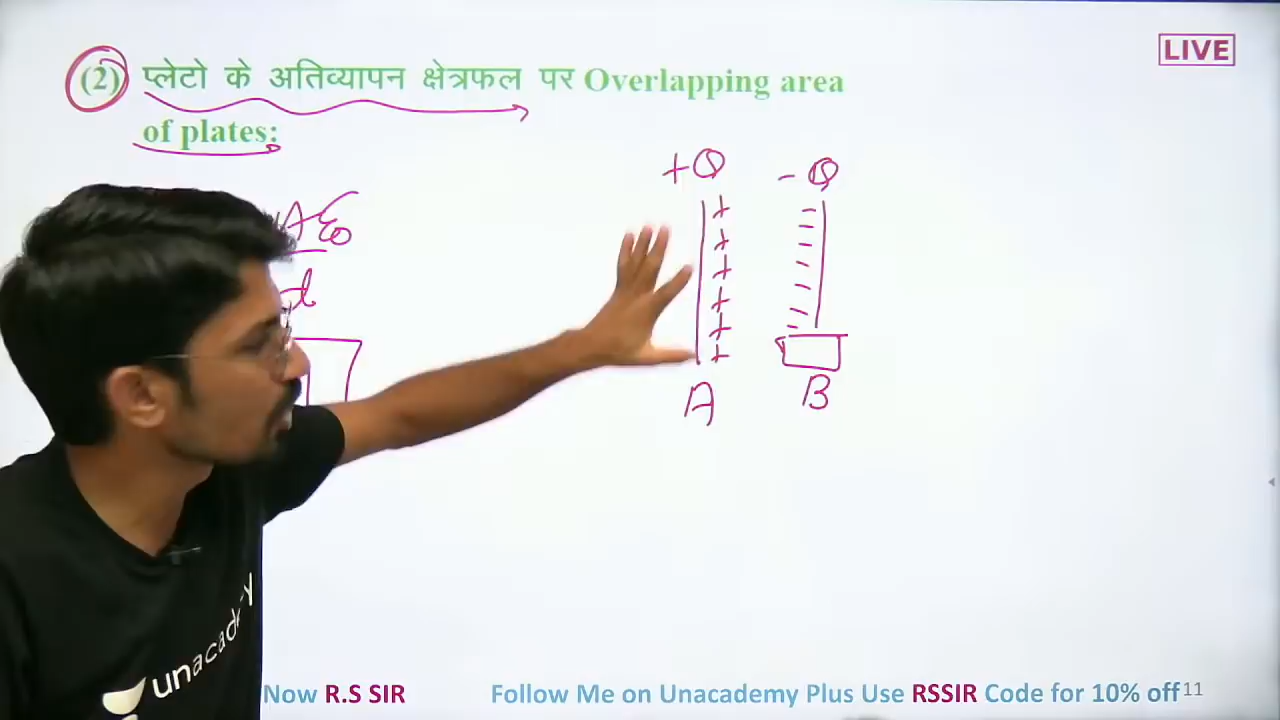 LIVE
(2) प्लेटो के अतिव्यापन क्षेत्रफल पर Overlapping area
of plates:
+Q -Q
Aε₀
d
A B
unacademy
Now R.S SIR Follow Me on Unacademy Plus Use RSSIR Code for 10% off 11